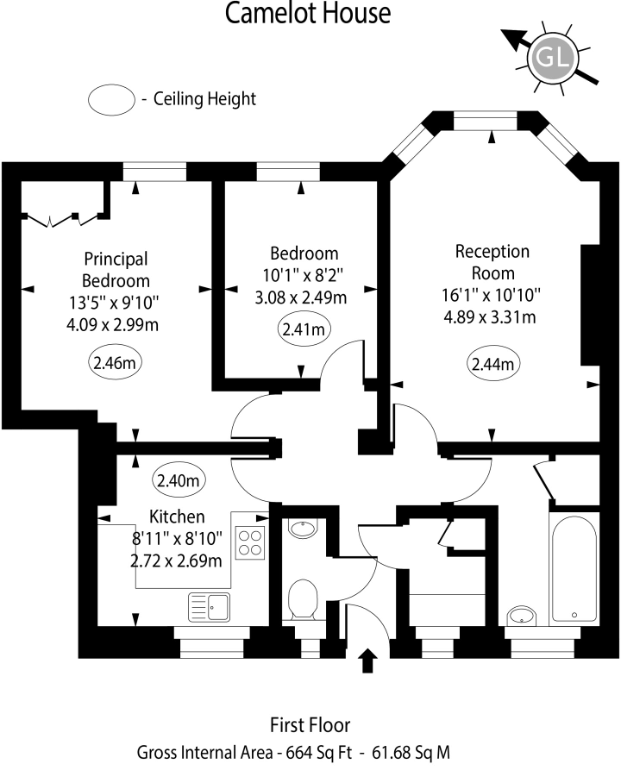 Camelot House
GL
- Ceiling Height
Principal
Bedroom
13'5" x 9'10"
4.09 x 2.99m
2.46m
Bedroom
10'1" x 8'2"
3.08 x 2.49m
2.41m
Reception
Room
16'1" x 10'10"
4.89 x 3.31m
2.44m
2.40m
Kitchen
8'11" x 8'10"
2.72 x 2.69m
First Floor
Gross Internal Area - 664 Sq Ft - 61.68 Sq M